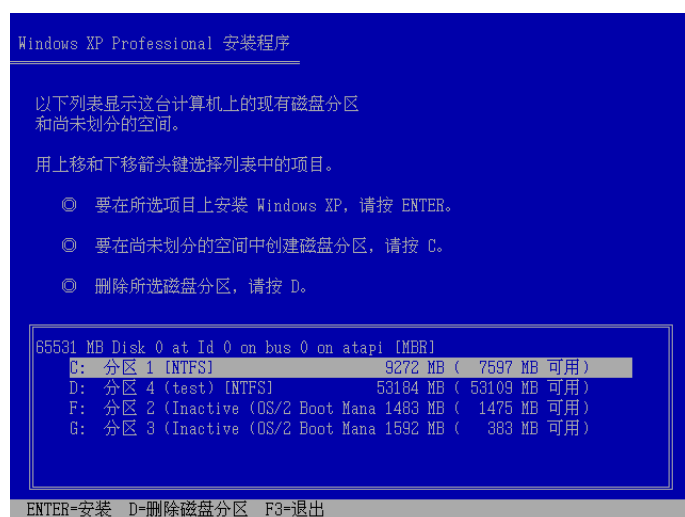 Windows XP Professional 安装程序
以下列表显示这台计算机上的现有磁盘分区
和尚未划分的空间。
用上移和下移箭头键选择列表中的项目。
◎ 要在所选项目上安装 Windows XP, 请按 ENTER。
◎ 要在尚未划分的空间中创建磁盘分区, 请按 C。
◎ 删除所选磁盘分区, 请按 D。
65531 MB Disk 0 at Id 0 on bus 0 on atapi [MBR]
C: 分区 1 [NTFS] 9272 MB ( 7597 MB 可用)
D: 分区 4 (test) [NTFS] 53184 MB ( 53109 MB 可用)
F: 分区 2 (Inactive (OS/2 Boot Mana 1483 MB ( 1475 MB 可用)
G: 分区 3 (Inactive (OS/2 Boot Mana 1592 MB ( 383 MB 可用)
ENTER=安装 D=删除磁盘分区 F3=退出